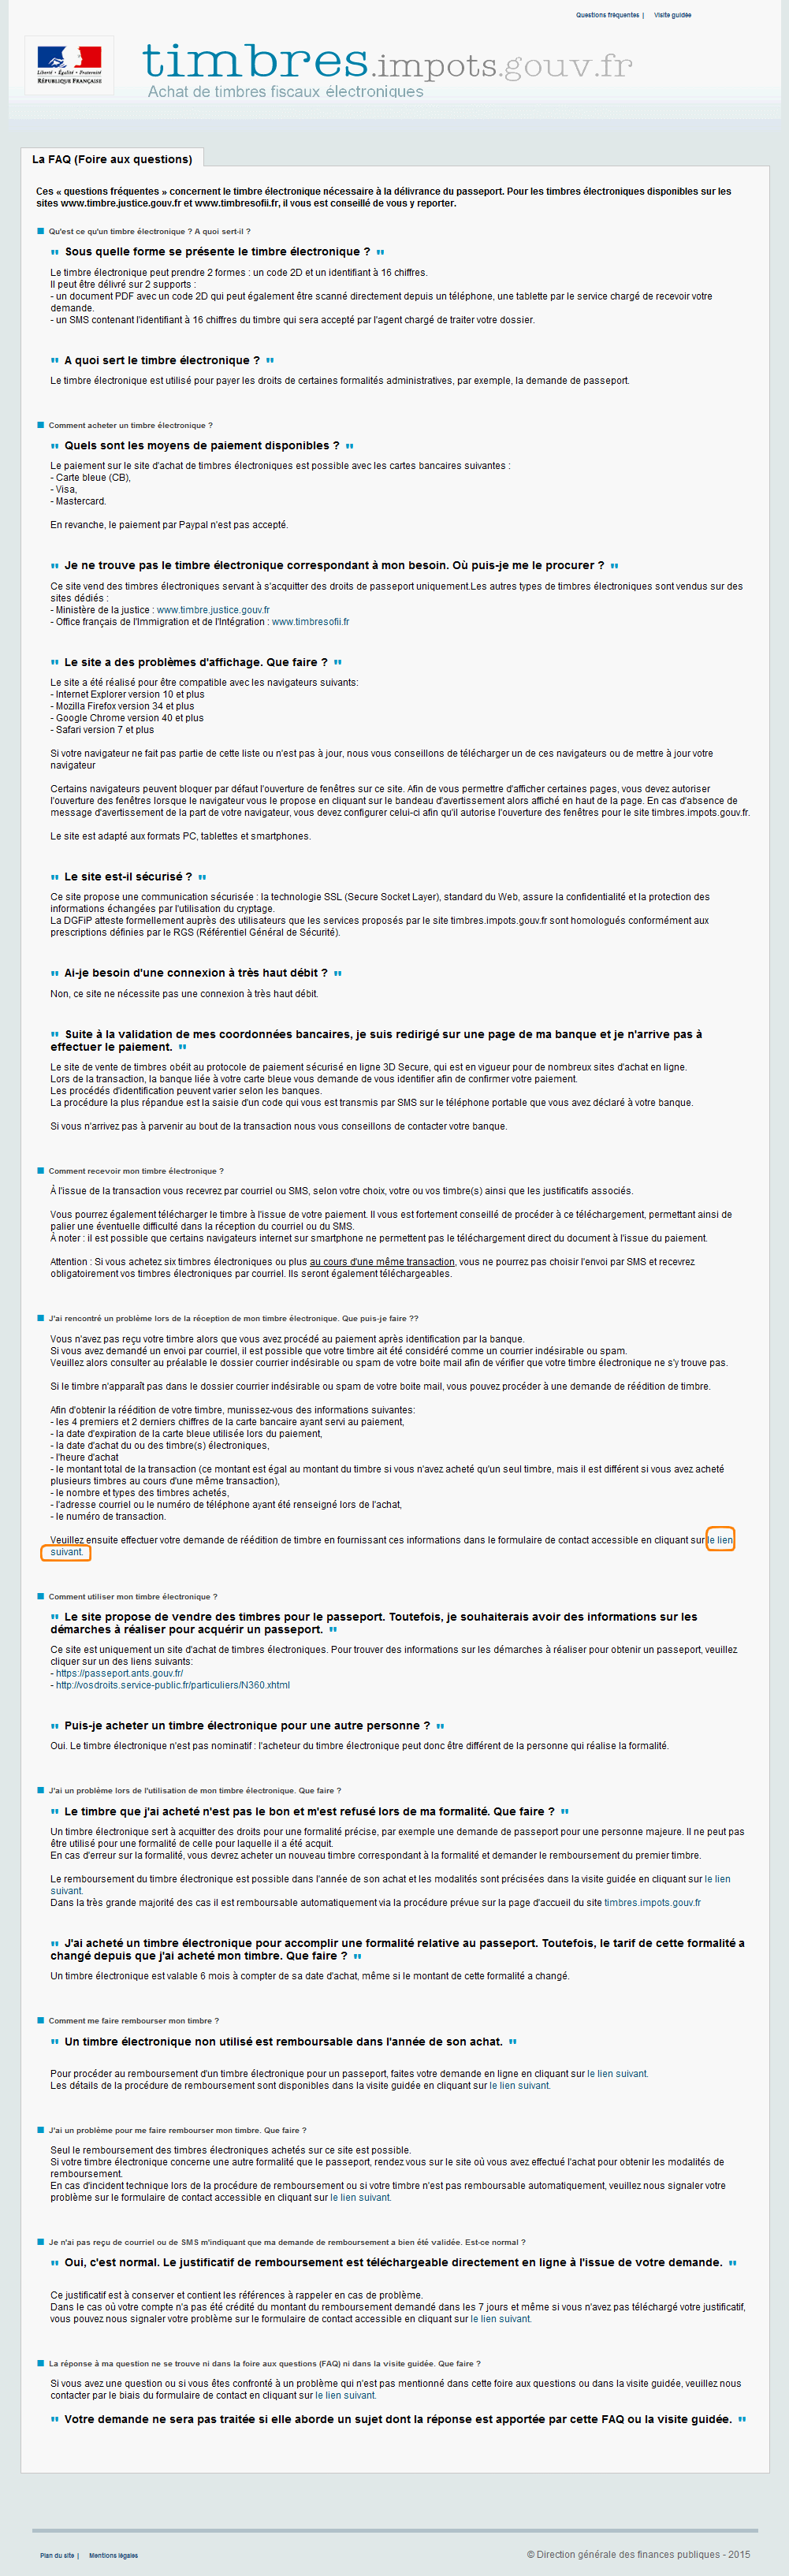 Questions fréquentes | Visite guidée
Liberté • Égalité • Fraternité
RÉPUBLIQUE FRANÇAISE
timbres.impots.gouv.fr
Achat de timbres fiscaux électroniques
La FAQ (Foire aux questions)
Ces « questions fréquentes » concernent le timbre électronique nécessaire à la délivrance du passeport. Pour les timbres électroniques disponibles sur les
sites www.timbre.justice.gouv.fr et www.timbresofii.fr, il vous est conseillé de vous y reporter.
Qu'est ce qu'un timbre électronique ? A quoi sert-il ?
" Sous quelle forme se présente le timbre électronique ? "
Le timbre électronique peut prendre 2 formes : un code 2D et un identifiant à 16 chiffres.
Il peut être délivré sur 2 supports :
- un document PDF avec un code 2D qui peut également être scanné directement depuis un téléphone, une tablette par le service chargé de recevoir votre
demande.
- un SMS contenant l'identifiant à 16 chiffres du timbre qui sera accepté par l'agent chargé de traiter votre dossier.
" A quoi sert le timbre électronique ? "
Le timbre électronique est utilisé pour payer les droits de certaines formalités administratives, par exemple, la demande de passeport.
Comment acheter un timbre électronique ?
" Quels sont les moyens de paiement disponibles ? "
Le paiement sur le site d'achat de timbres électroniques est possible avec les cartes bancaires suivantes :
- Carte bleue (CB),
- Visa,
- Mastercard.
En revanche, le paiement par Paypal n'est pas accepté.
" Je ne trouve pas le timbre électronique correspondant à mon besoin. Où puis-je me le procurer ? "
Ce site vend des timbres électroniques servant à s'acquitter des droits de passeport uniquement.Les autres types de timbres électroniques sont vendus sur des
sites dédiés :
- Ministère de la justice : www.timbre.justice.gouv.fr
- Office français de l'Immigration et de l'Intégration : www.timbresofii.fr
" Le site a des problèmes d'affichage. Que faire ? "
Le site a été réalisé pour être compatible avec les navigateurs suivants:
- Internet Explorer version 10 et plus
- Mozilla Firefox version 34 et plus
- Google Chrome version 40 et plus
- Safari version 7 et plus
Si votre navigateur ne fait pas partie de cette liste ou n'est pas à jour, nous vous conseillons de télécharger un de ces navigateurs ou de mettre à jour votre
navigateur
Certains navigateurs peuvent bloquer par défaut l'ouverture de fenêtres sur ce site. Afin de vous permettre d'afficher certaines pages, vous devez autoriser
l'ouverture des fenêtres lorsque le navigateur vous le propose en cliquant sur le bandeau d'avertissement alors affiché en haut de la page. En cas d'absence de
message d'avertissement de la part de votre navigateur, vous devez configurer celui-ci afin qu'il autorise l'ouverture des fenêtres pour le site timbres.impots.gouv.fr.
Le site est adapté aux formats PC, tablettes et smartphones.
" Le site est-il sécurisé ? "
Ce site propose une communication sécurisée : la technologie SSL (Secure Socket Layer), standard du Web, assure la confidentialité et la protection des
informations échangées par l'utilisation du cryptage.
La DGFiP atteste formellement auprès des utilisateurs que les services proposés par le site timbres.impots.gouv.fr sont homologués conformément aux
prescriptions définies par le RGS (Référentiel Général de Sécurité).
" Ai-je besoin d'une connexion à très haut débit ? "
Non, ce site ne nécessite pas une connexion à très haut débit.
" Suite à la validation de mes coordonnées bancaires, je suis redirigé sur une page de ma banque et je n'arrive pas à
effectuer le paiement. "
Le site de vente de timbres obéit au protocole de paiement sécurisé en ligne 3D Secure, qui est en vigueur pour de nombreux sites d'achat en ligne.
Lors de la transaction, la banque liée à votre carte bleue vous demande de vous identifier afin de confirmer votre paiement.
Les procédés d'identification peuvent varier selon les banques.
La procédure la plus répandue est la saisie d'un code qui vous est transmis par SMS sur le téléphone portable que vous avez déclaré à votre banque.
Si vous n'arrivez pas à parvenir au bout de la transaction nous vous conseillons de contacter votre banque.
Comment recevoir mon timbre électronique ?
À l'issue de la transaction vous recevrez par courriel ou SMS, selon votre choix, votre ou vos timbre(s) ainsi que les justificatifs associés.
Vous pourrez également télécharger le timbre à l'issue de votre paiement. Il vous est fortement conseillé de procéder à ce téléchargement, permettant ainsi de
palier une éventuelle difficulté dans la réception du courriel ou du SMS.
À noter : il est possible que certains navigateurs internet sur smartphone ne permettent pas le téléchargement direct du document à l'issue du paiement.
Attention : Si vous achetez six timbres électroniques ou plus au cours d'une même transaction, vous ne pourrez pas choisir l'envoi par SMS et recevrez
obligatoirement vos timbres électroniques par courriel. Ils seront également téléchargeables.
J'ai rencontré un problème lors de la réception de mon timbre électronique. Que puis-je faire ??
Vous n'avez pas reçu votre timbre alors que vous avez procédé au paiement après identification par la banque.
Si vous avez demandé un envoi par courriel, il est possible que votre timbre ait été considéré comme un courrier indésirable ou spam.
Veuillez alors consulter au préalable le dossier courrier indésirable ou spam de votre boite mail afin de vérifier que votre timbre électronique ne s'y trouve pas.
Si le timbre n'apparaît pas dans le dossier courrier indésirable ou spam de votre boite mail, vous pouvez procéder à une demande de réédition de timbre.
Afin d'obtenir la réédition de votre timbre, munissez-vous des informations suivantes:
- les 4 premiers et 2 derniers chiffres de la carte bancaire ayant servi au paiement,
- la date d'expiration de la carte bleue utilisée lors du paiement,
- la date d'achat du ou des timbre(s) électroniques,
- l'heure d'achat
- le montant total de la transaction (ce montant est égal au montant du timbre si vous n'avez acheté qu'un seul timbre, mais il est différent si vous avez acheté
plusieurs timbres au cours d'une même transaction),
- le nombre et types des timbres achetés,
- l'adresse courriel ou le numéro de téléphone ayant été renseigné lors de l'achat,
- le numéro de transaction.
Veuillez ensuite effectuer votre demande de réédition de timbre en fournissant ces informations dans le formulaire de contact accessible en cliquant sur le lien
suivant.
Comment utiliser mon timbre électronique ?
" Le site propose de vendre des timbres pour le passeport. Toutefois, je souhaiterais avoir des informations sur les
démarches à réaliser pour acquérir un passeport. "
Ce site est uniquement un site d'achat de timbres électroniques. Pour trouver des informations sur les démarches à réaliser pour obtenir un passeport, veuillez
cliquer sur un des liens suivants:
- https://passeport.ants.gouv.fr/
- http://vosdroits.service-public.fr/particuliers/N360.xhtml
" Puis-je acheter un timbre électronique pour une autre personne ? "
Oui. Le timbre électronique n'est pas nominatif : l'acheteur du timbre électronique peut donc être différent de la personne qui réalise la formalité.
J'ai un problème lors de l'utilisation de mon timbre électronique. Que faire ?
" Le timbre que j'ai acheté n'est pas le bon et m'est refusé lors de ma formalité. Que faire ? "
Un timbre électronique sert à acquitter des droits pour une formalité précise, par exemple une demande de passeport pour une personne majeure. Il ne peut pas
être utilisé pour une formalité de celle pour laquelle il a été acquit.
En cas d'erreur sur la formalité, vous devrez acheter un nouveau timbre correspondant à la formalité et demander le remboursement du premier timbre.
Le remboursement du timbre électronique est possible dans l'année de son achat et les modalités sont précisées dans la visite guidée en cliquant sur le lien
suivant.
Dans la très grande majorité des cas il est remboursable automatiquement via la procédure prévue sur la page d'accueil du site timbres.impots.gouv.fr
" J'ai acheté un timbre électronique pour accomplir une formalité relative au passeport. Toutefois, le tarif de cette formalité a
changé depuis que j'ai acheté mon timbre. Que faire ? "
Un timbre électronique est valable 6 mois à compter de sa date d'achat, même si le montant de cette formalité a changé.
Comment me faire rembourser mon timbre ?
" Un timbre électronique non utilisé est remboursable dans l'année de son achat. "
Pour procéder au remboursement d'un timbre électronique pour un passeport, faites votre demande en ligne en cliquant sur le lien suivant.
Les détails de la procédure de remboursement sont disponibles dans la visite guidée en cliquant sur le lien suivant.
J'ai un problème pour me faire rembourser mon timbre. Que faire ?
Seul le remboursement des timbres électroniques achetés sur ce site est possible.
Si votre timbre électronique concerne une autre formalité que le passeport, rendez vous sur le site où vous avez effectué l'achat pour obtenir les modalités de
remboursement.
En cas d'incident technique lors de la procédure de remboursement ou si votre timbre n'est pas remboursable automatiquement, veuillez nous signaler votre
problème sur le formulaire de contact accessible en cliquant sur le lien suivant.
Je n'ai pas reçu de courriel ou de SMS m'indiquant que ma demande de remboursement a bien été validée. Est-ce normal ?
" Oui, c'est normal. Le justificatif de remboursement est téléchargeable directement en ligne à l'issue de votre demande. "
Ce justificatif est à conserver et contient les références à rappeler en cas de problème.
Dans le cas où votre compte n'a pas été crédité du montant du remboursement demandé dans les 7 jours et même si vous n'avez pas téléchargé votre justificatif,
vous pouvez nous signaler votre problème sur le formulaire de contact accessible en cliquant sur le lien suivant.
La réponse à ma question ne se trouve ni dans la foire aux questions (FAQ) ni dans la visite guidée. Que faire ?
Si vous avez une question ou si vous êtes confronté à un problème qui n'est pas mentionné dans cette foire aux questions ou dans la visite guidée, veuillez nous
contacter par le biais du formulaire de contact en cliquant sur le lien suivant.
" Votre demande ne sera pas traitée si elle aborde un sujet dont la réponse est apportée par cette FAQ ou la visite guidée. "
Plan du site | Mentions légales
© Direction générale des finances publiques - 2015